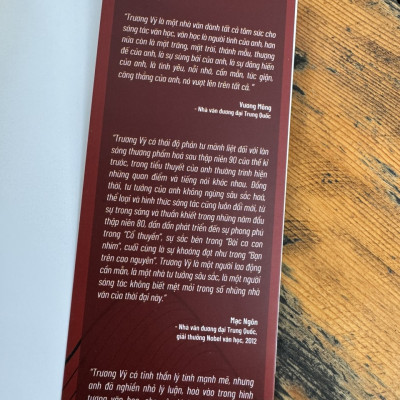 “Trương Vỹ là một nhà văn dành tất cả tâm sức cho
sáng tác văn học, văn học là người tình của anh, hơn
nữa còn là mặt trăng, mặt trời, thánh mẫu, thượng
đế của anh, là sự sùng bái của anh, là sự dâng hiến
của anh, là tình yêu, nỗi nhớ, cần mẫn, tức giận,
căng thẳng của anh, nó vượt lên trên tất cả.”
Vương Mông
- Nhà văn đương đại Trung Quốc
“Trương Vỹ có thái độ phản tư mãnh liệt đối với làn
sóng thương phẩm hoá sau thập niên 90 của thế kỉ
trước, trong tiểu thuyết của anh thường trình hiện
những quan điểm và tiếng nói khác nhau. Đồng
thời, tư tưởng của anh không ngừng sâu sắc hoá,
thể loại và hình thức sáng tác cũng luôn đổi mới, từ
sự trong sáng và thuần khiết trong những năm đầu
thập niên 80, dần dần phát triển đến sự phong phú
trong “Cổ thuyền”, sự sắc bén trong “Bài ca con
nhím”, cuối cùng là sự khoáng đạt như trong “Bạn
trên cao nguyên”. Trương Vỹ là một người lao động
cần mẫn, là một nhà tư tưởng sâu sắc, là một người
sáng tác không biết mệt mỏi trong số những nhà
văn của thời đại này.”
Mạc Ngôn
- Nhà văn đương đại Trung Quốc,
giải thưởng Nobel văn học, 2012
“Trương Vỹ có tính thần lý tính mạnh mẽ, nhưng
anh đã nghiền nhỏ lý luận, hoà vào trong hình